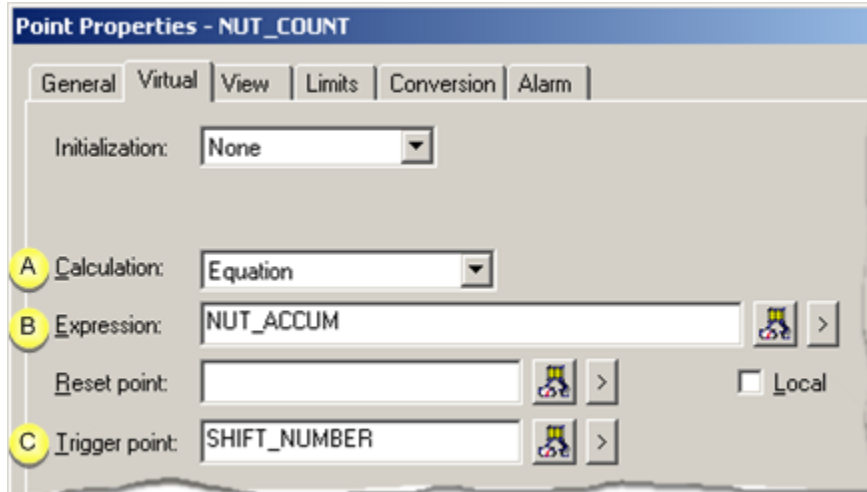 Point Properties - NUT_COUNT
General Virtual View Limits Conversion Alarm
Initialization: None
A Calculation: Equation
B Expression: NUT_ACCUM >
Reset point: > Local
C Trigger point: SHIFT_NUMBER >